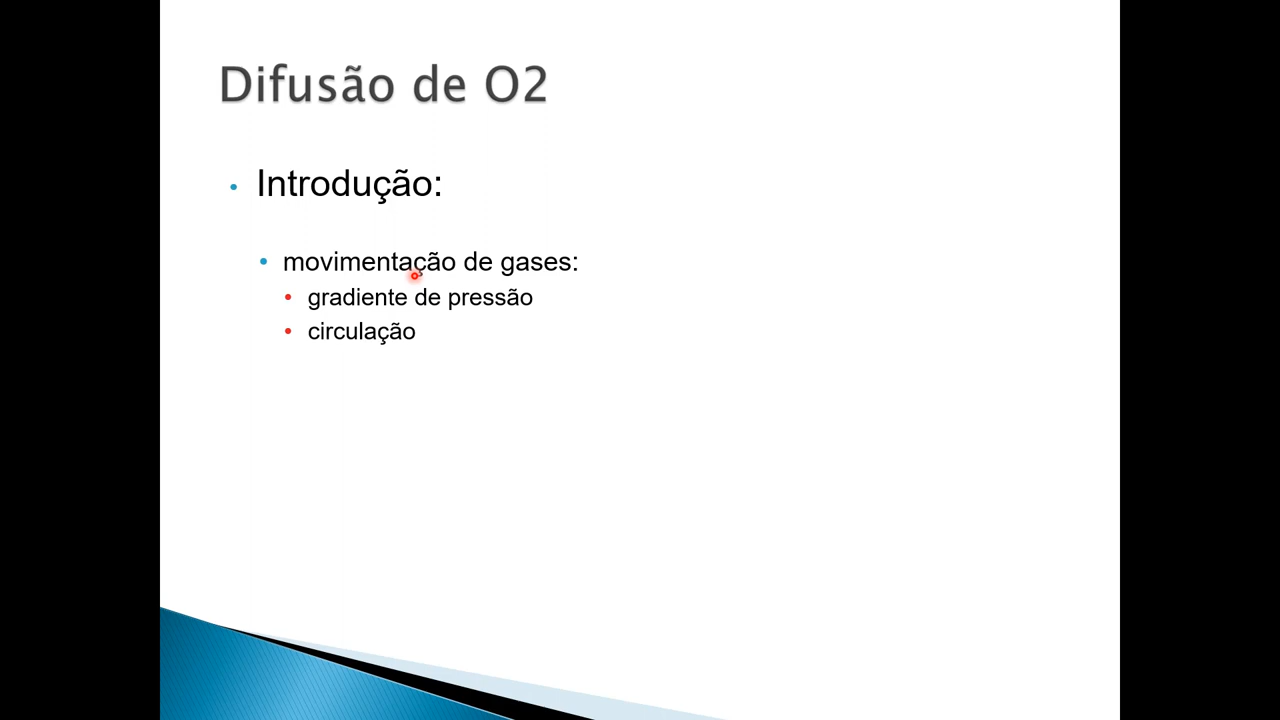 Difusão de O2
• Introdução:
• movimentação de gases:
• gradiente de pressão
• circulação